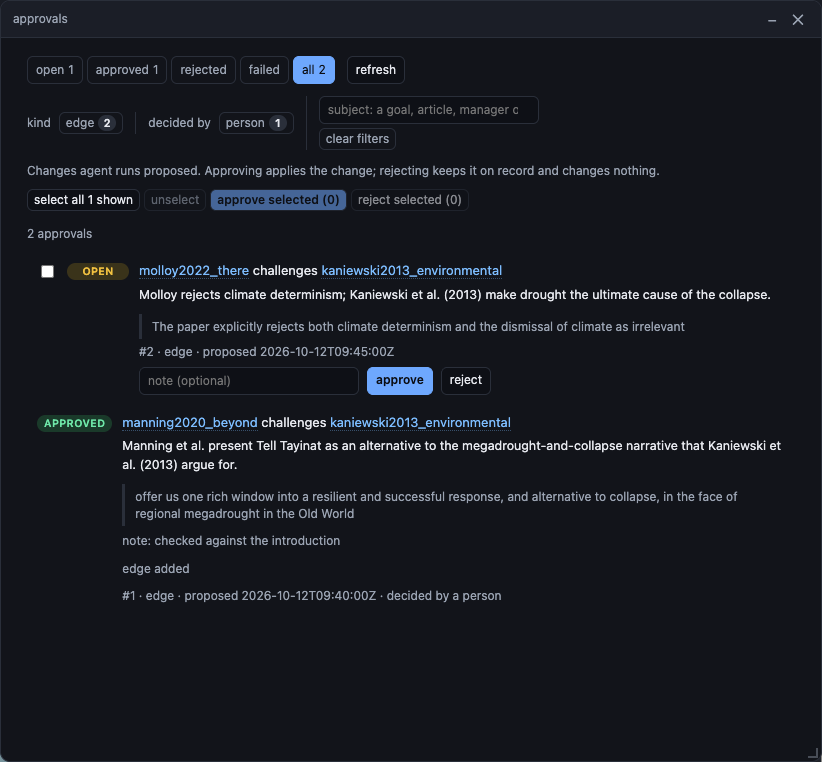 approvals
open 1 approved 1 rejected failed all 2 refresh
kind edge 2 decided by person 1 subject: a goal, article, manager c
clear filters
Changes agent runs proposed. Approving applies the change; rejecting keeps it on record and changes nothing.
select all 1 shown unselect approve selected (0) reject selected (0)
2 approvals
OPEN molloy2022_there challenges kaniewski2013_environmental
Molloy rejects climate determinism; Kaniewski et al. (2013) make drought the ultimate cause of the collapse.
The paper explicitly rejects both climate determinism and the dismissal of climate as irrelevant
#2 · edge · proposed 2026-10-12T09:45:00Z
note (optional) approve reject
APPROVED manning2020_beyond challenges kaniewski2013_environmental
Manning et al. present Tell Tayinat as an alternative to the megadrought-and-collapse narrative that Kaniewski et
al. (2013) argue for.
offer us one rich window into a resilient and successful response, and alternative to collapse, in the face of
regional megadrought in the Old World
note: checked against the introduction
edge added
#1 · edge · proposed 2026-10-12T09:40:00Z · decided by a person